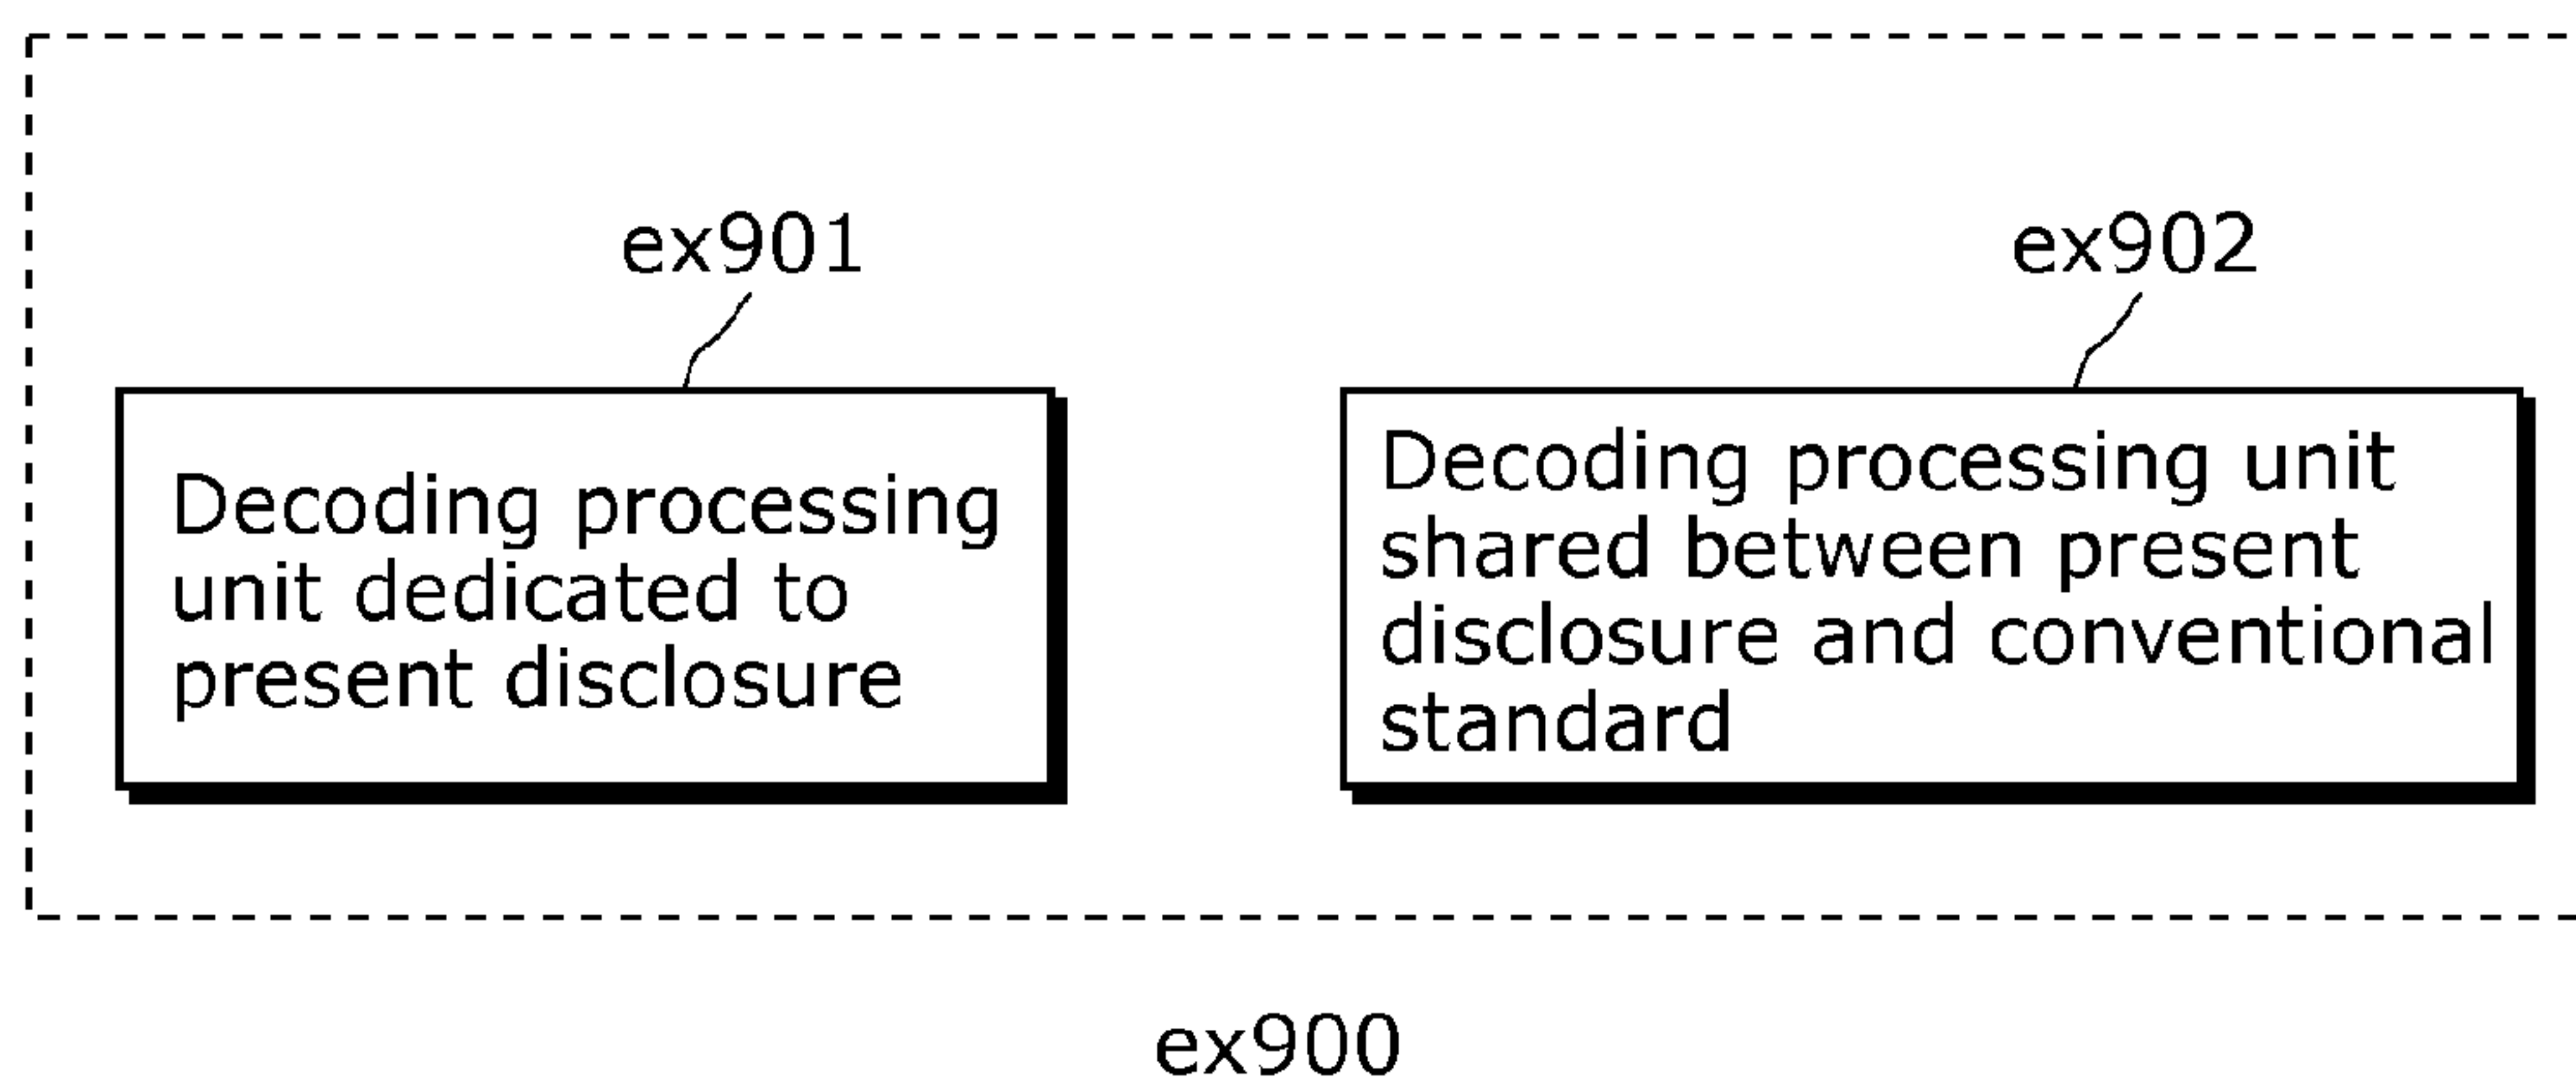 ex901
Decoding processing
unit dedicated to
present disclosure
ex902
Decoding processing unit
shared between present
disclosure and conventional
standard
ex900